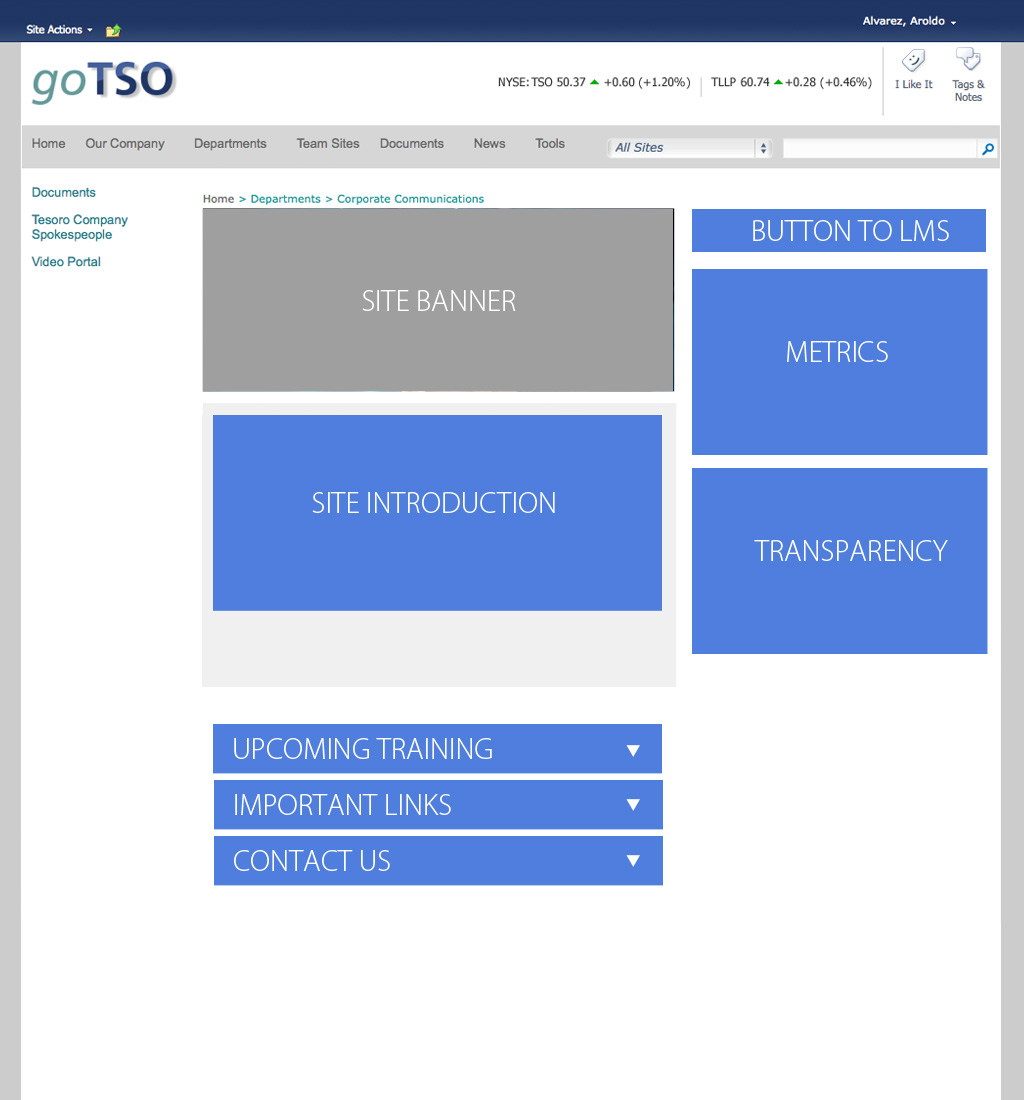 Site Actions
Alvarez, Aroldo
goTSO
NYSE: TSO 50.37 +0.60 (+1.20%)
TLLP 60.74 +0.28 (+0.46%)
I Like It
Tags &
Notes
Home Our Company Departments Team Sites Documents News Tools
All Sites
Documents
Tesoro Company
Spokespeople
Video Portal
Home > Departments > Corporate Communications
SITE BANNER
BUTTON TO LMS
METRICS
SITE INTRODUCTION
TRANSPARENCY
UPCOMING TRAINING
IMPORTANT LINKS
CONTACT US